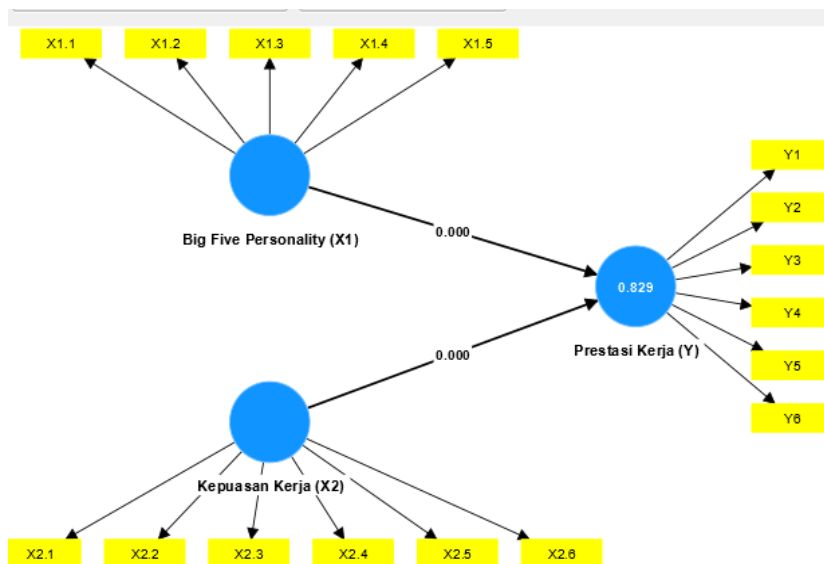 X1.1
X1.2
X1.3
X1.4
X1.5
Big Five Personality (X1)
0.000
Y1
Y2
Y3
Y4
Y5
Y6
0.829
Prestasi Kerja (Y)
0.000
Kepuasan Kerja (X2)
X2.1
X2.2
X2.3
X2.4
X2.5
X2.6